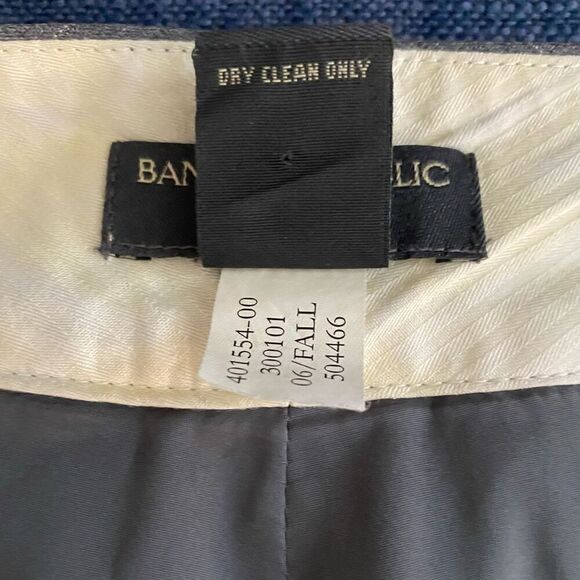 DRY CLEAN ONLY
BAN LIC
401554-00
300101
06/FALL
504466